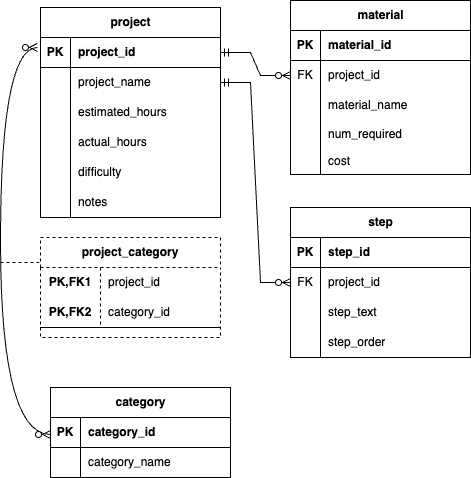 project
PK project_id
project_name
estimated_hours
actual_hours
difficulty
notes
material
PK material_id
FK project_id
material_name
num_required
cost
project_category
PK,FK1 project_id
PK,FK2 category_id
step
PK step_id
FK project_id
step_text
step_order
category
PK category_id
category_name